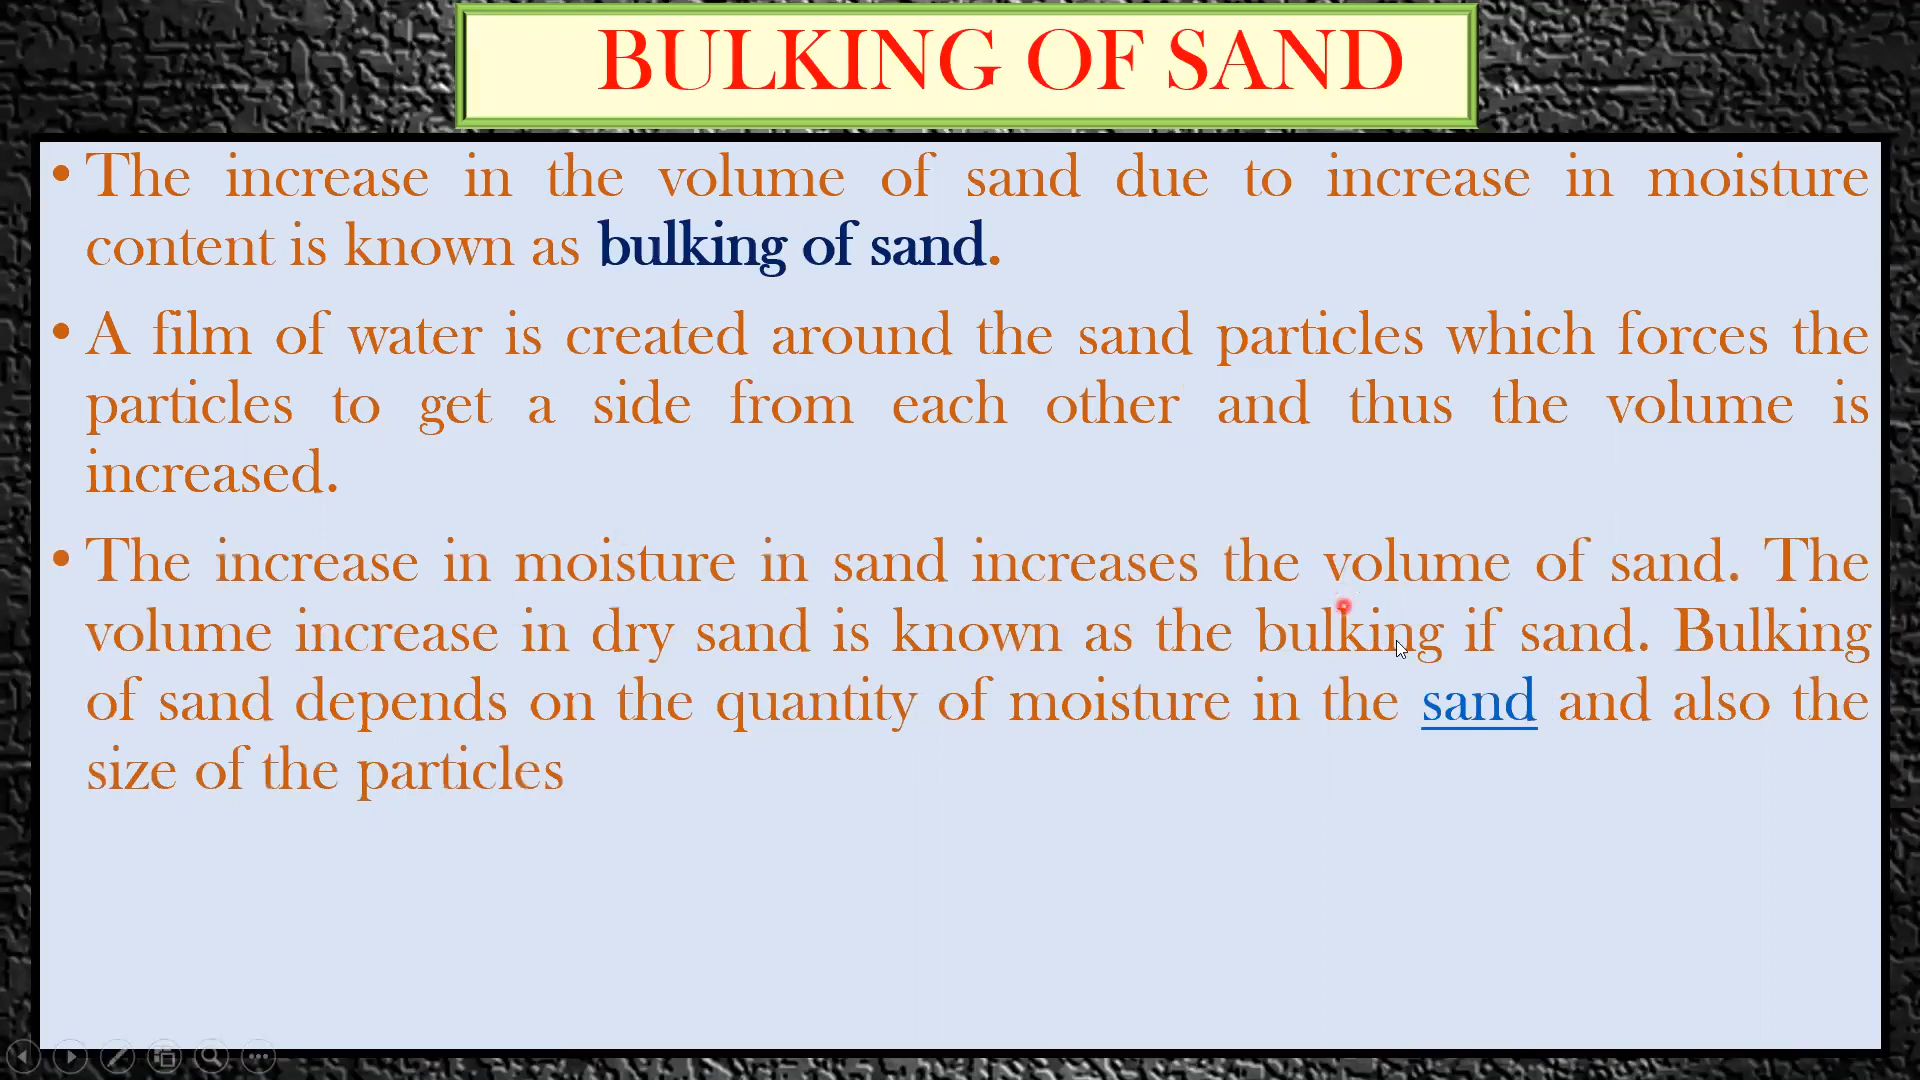 BULKING OF SAND
• The increase in the volume of sand due to increase in moisture
content is known as bulking of sand.
• A film of water is created around the sand particles which forces the
particles to get a side from each other and thus the volume is
increased.
• The increase in moisture in sand increases the volume of sand. The
volume increase in dry sand is known as the bulking if sand. Bulking
of sand depends on the quantity of moisture in the sand and also the
size of the particles